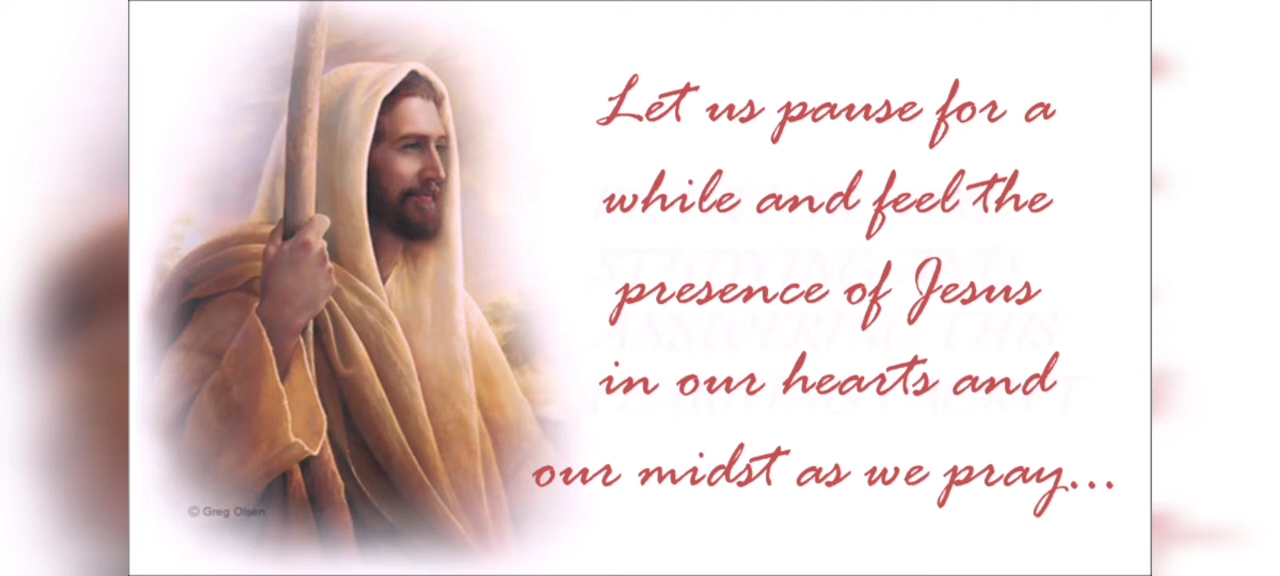 Let us pause for a
while and feel the
presence of Jesus
in our hearts and
our midst as we pray...
© Greg Olsen